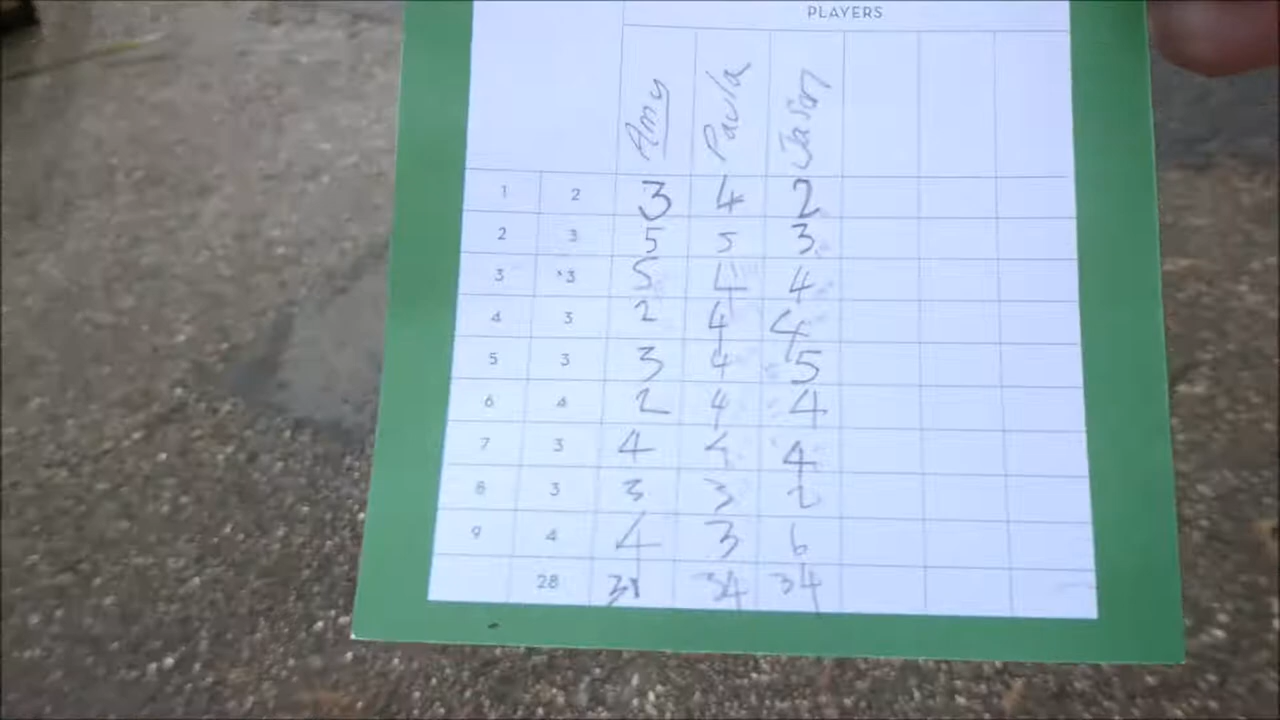 PLAYERS
Amy Paula Jason
1 2 3 4 2
2 3 5 5 3
3 3 5 4 4
4 3 2 4 4
5 3 3 4 5
6 4 2 4 4
7 3 4 4 4
8 3 3 3 2
9 4 4 3 6
28 31 34 34